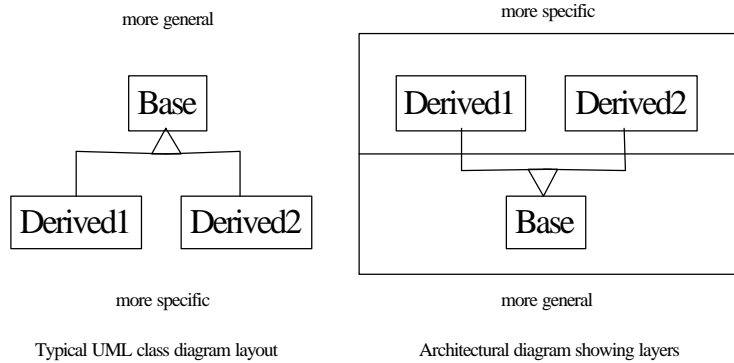 more general
Base
Derived1 Derived2
more specific
Typical UML class diagram layout
more specific
Derived1 Derived2
Base
more general
Architectural diagram showing layers